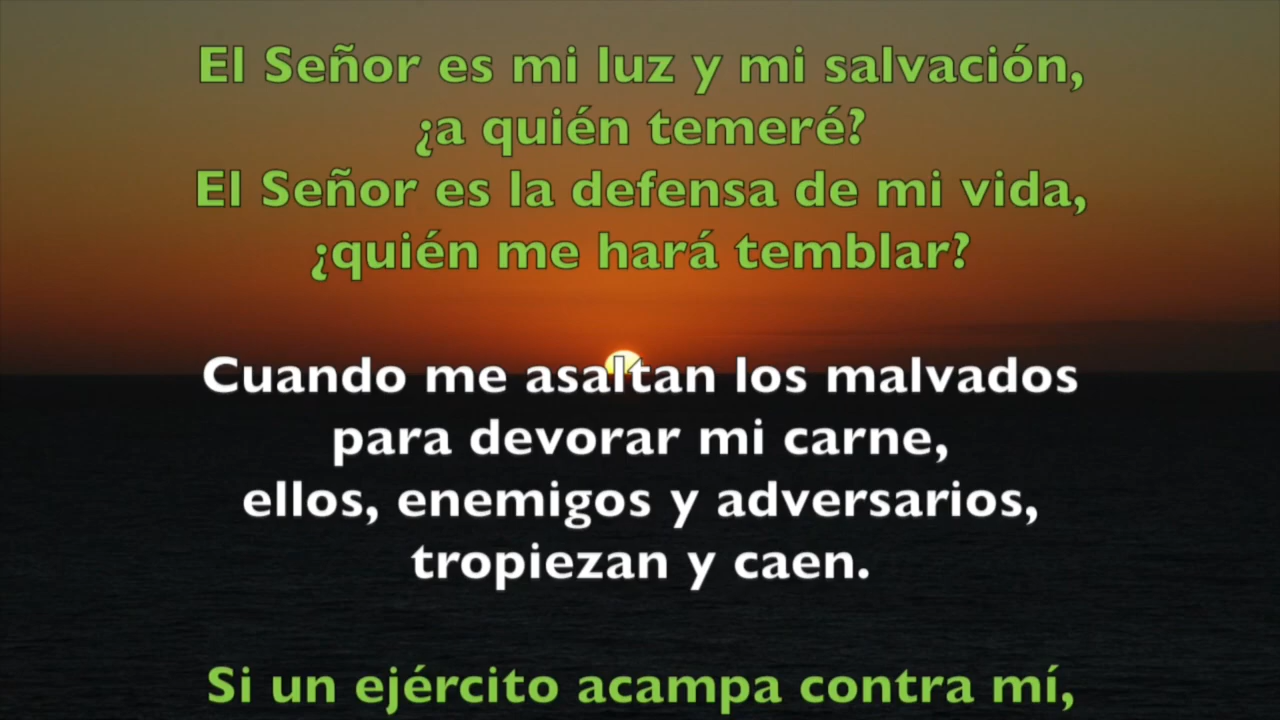 El Señor es mi luz y mi salvación,
¿a quién temeré?
El Señor es la defensa de mi vida,
¿quién me hará temblar?
Cuando me asaltan los malvados
para devorar mi carne,
ellos, enemigos y adversarios,
tropiezan y caen.
Si un ejército acampa contra mí,